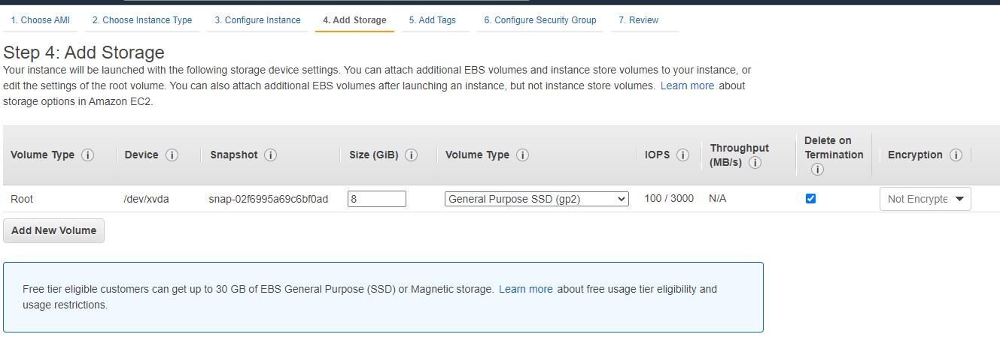 1. Choose AMI 2. Choose Instance Type 3. Configure Instance 4. Add Storage 5. Add Tags 6. Configure Security Group 7. Review
Step 4: Add Storage
Your instance will be launched with the following storage device settings. You can attach additional EBS volumes and instance store volumes to your instance, or
edit the settings of the root volume. You can also attach additional EBS volumes after launching an instance, but not instance store volumes. Learn more about
storage options in Amazon EC2.
Volume Type i Device i Snapshot i Size (GiB) i Volume Type i IOPS i Throughput (MB/s) i Delete on Termination i Encryption i
Root /dev/xvda snap-02f6995a69c6bf0ad 8 General Purpose SSD (gp2) 100 / 3000 N/A Not Encrypte
Add New Volume
Free tier eligible customers can get up to 30 GB of EBS General Purpose (SSD) or Magnetic storage. Learn more about free usage tier eligibility and
usage restrictions.